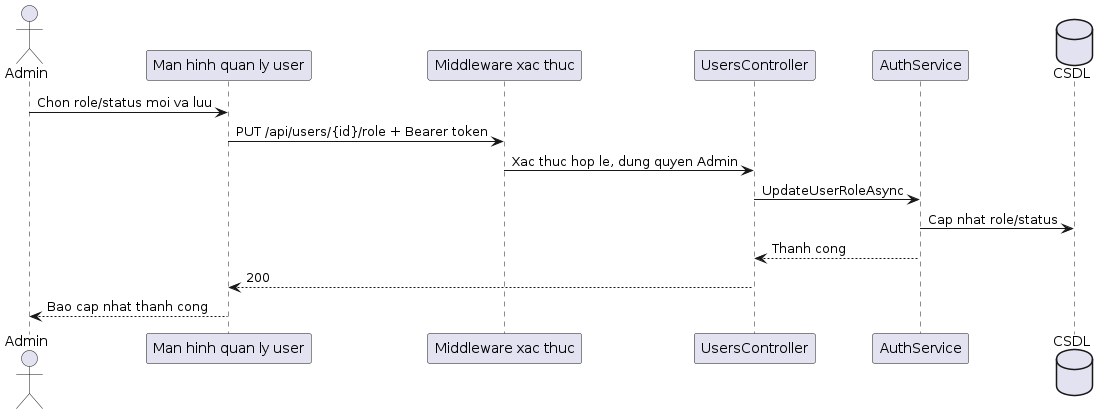 Admin
Man hinh quan ly user
Middleware xac thuc
UsersController
AuthService
CSDL
Chon role/status moi va luu
PUT /api/users/{id}/role + Bearer token
Xac thuc hop le, dung quyen Admin
UpdateUserRoleAsync
Cap nhat role/status
Thanh cong
200
Bao cap nhat thanh cong
Admin
Man hinh quan ly user
Middleware xac thuc
UsersController
AuthService
CSDL